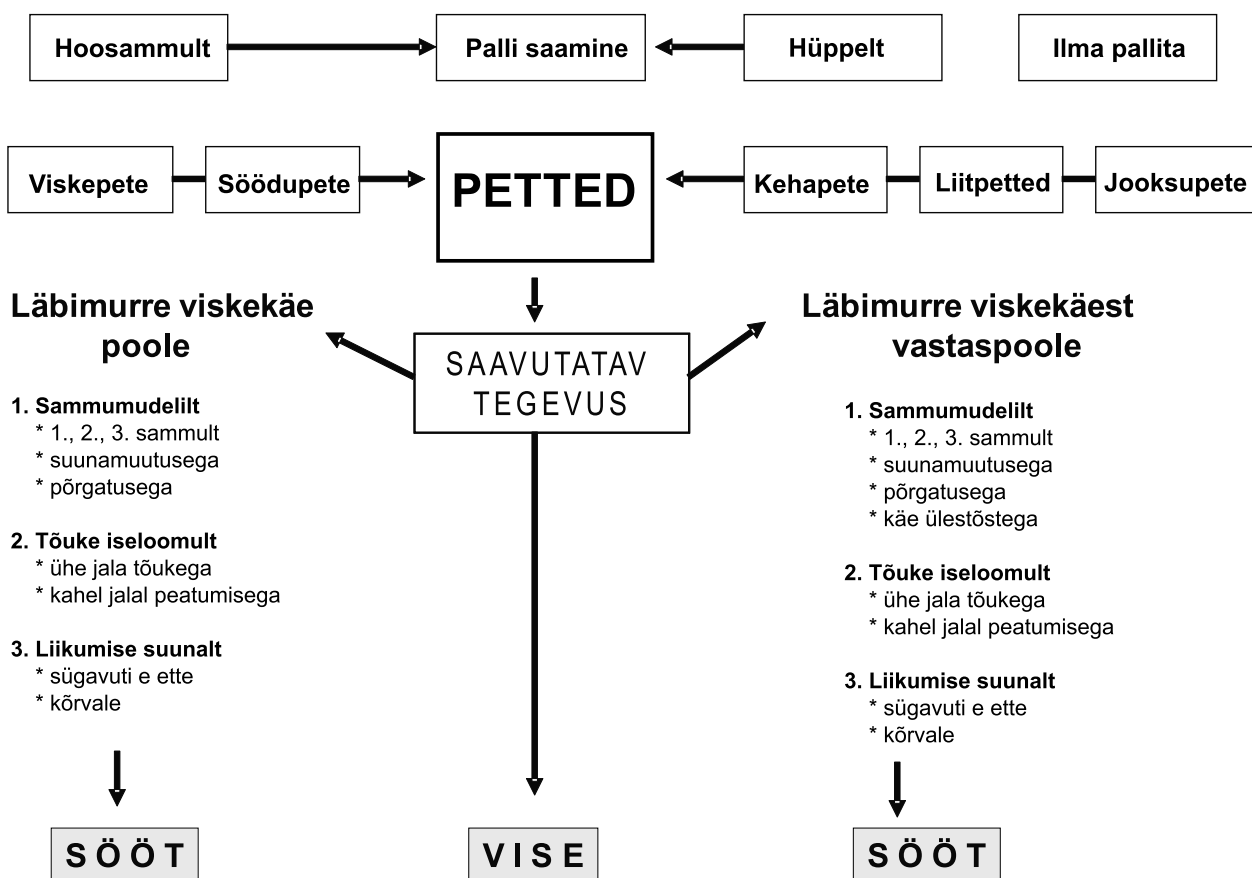 Hoosammult
Palli saamine
Hüppelt
Ilma pallita
Viskepete
Söödupete
PETTED
Kehapete
Liitpetted
Jooksupete
Läbimurre viskekäe
poole
SAAVUTATAV
TEGEVUS
Läbimurre viskekäest
vastaspoole
1. Sammumudelilt
* 1., 2., 3. sammult
* suunamuutusega
* põrgatusega
2. Tõuke iseloomult
* ühe jala tõukega
* kahel jalal peatumisega
3. Liikumise suunalt
* sügavuti e ette
* kõrvale
1. Sammumudelilt
* 1., 2., 3. sammult
* suunamuutusega
* põrgatusega
* käe ülestõstega
2. Tõuke iseloomult
* ühe jala tõukega
* kahel jalal peatumisega
3. Liikumise suunalt
* sügavuti e ette
* kõrvale
SÖÖT
VISE
SÖÖT